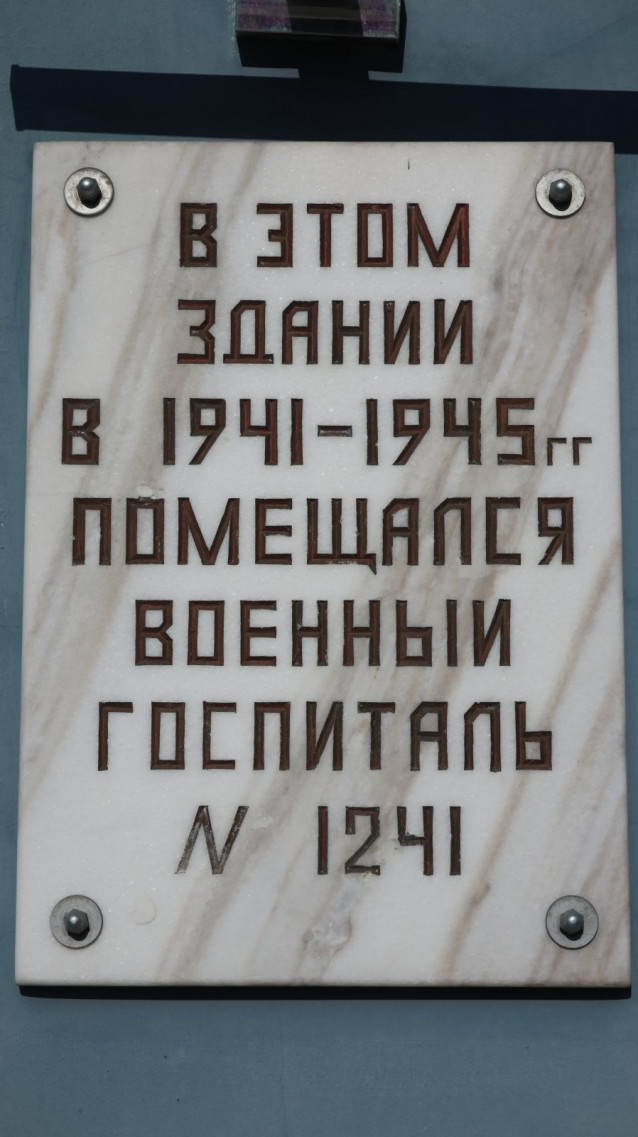 В ЭТОМ
ЗДАНИИ
В 1941-1945гг
ПОМЕЩАЛСЯ
ВОЕННЫЙ
ГОСПИТАЛЬ
N 1241